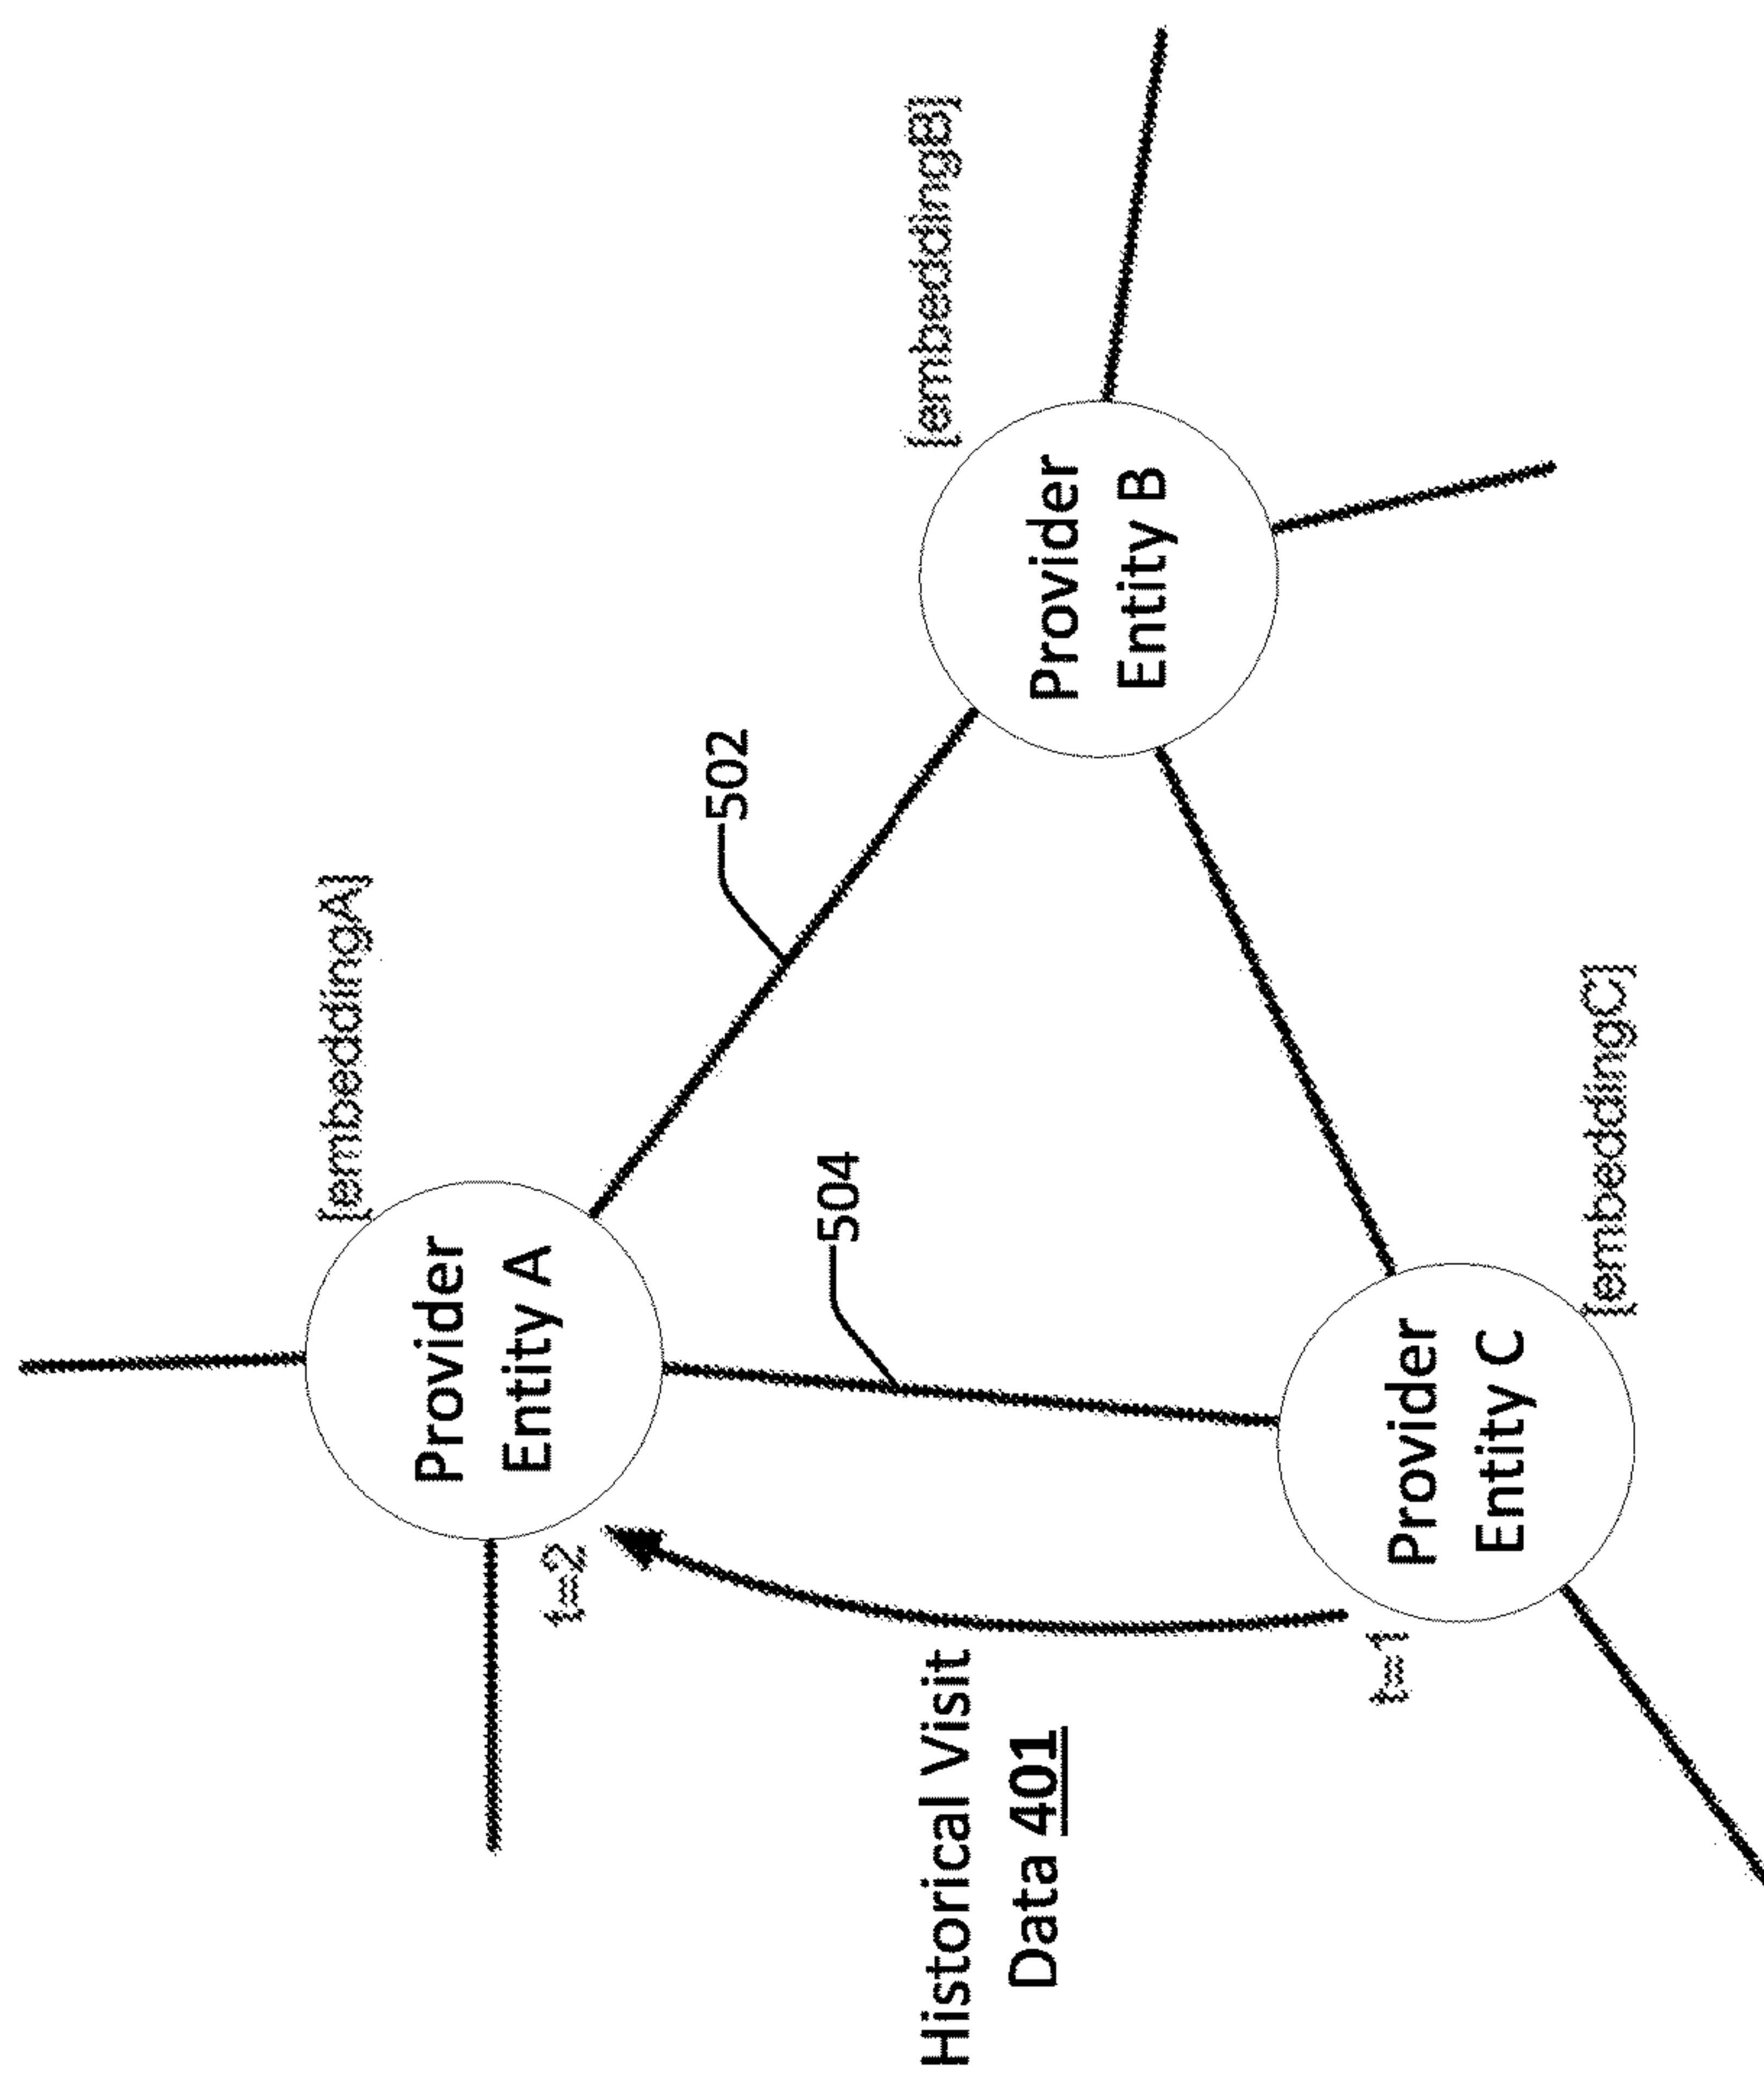 [embeddingA]
Provider
Entity A
t=2
502
504
[embeddingB]
Provider
Entity B
Historical Visit
Data 401
t=1
Provider
Entity C
[embeddingC]